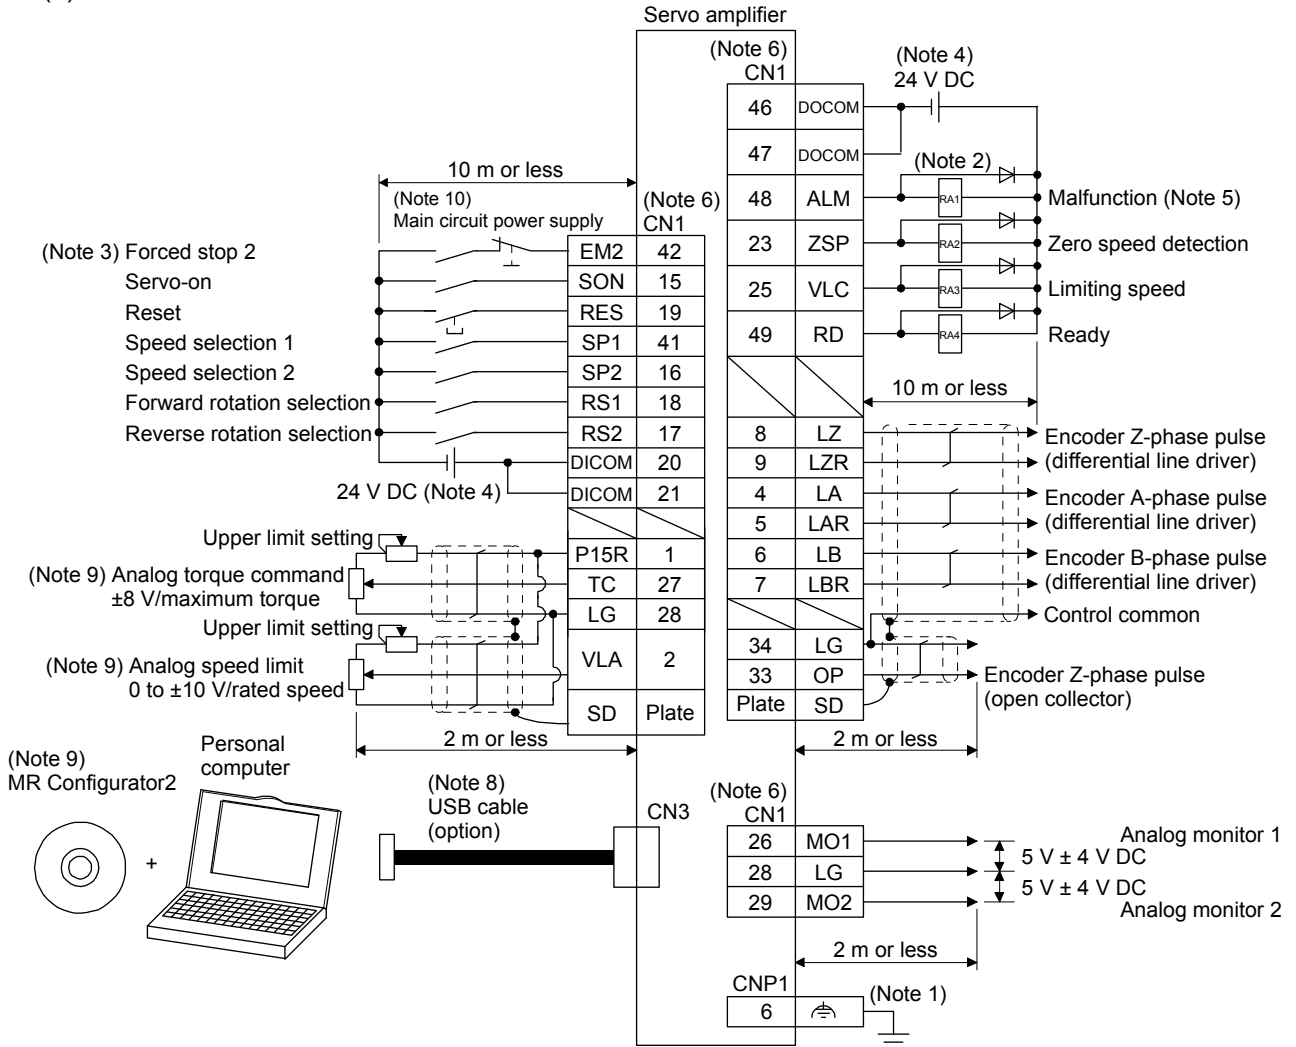 Servo amplifier
(Note 6)
CN1
(Note 4)
24 V DC
46 DOCOM
47 DOCOM
(Note 2)
48 ALM RA1 Malfunction (Note 5)
23 ZSP RA2 Zero speed detection
25 VLC RA3 Limiting speed
49 RD RA4 Ready
10 m or less
8 LZ Encoder Z-phase pulse
9 LZR (differential line driver)
4 LA Encoder A-phase pulse
5 LAR (differential line driver)
6 LB Encoder B-phase pulse
7 LBR (differential line driver)
Control common
34 LG
33 OP Encoder Z-phase pulse
(open collector)
Plate SD
2 m or less
10 m or less
(Note 10)
Main circuit power supply
(Note 6)
CN1
(Note 3) Forced stop 2 EM2 42
Servo-on SON 15
Reset RES 19
Speed selection 1 SP1 41
Speed selection 2 SP2 16
Forward rotation selection RS1 18
Reverse rotation selection RS2 17
DICOM 20
24 V DC (Note 4) DICOM 21
Upper limit setting
P15R 1
(Note 9) Analog torque command TC 27
±8 V/maximum torque
LG 28
Upper limit setting
VLA 2
(Note 9) Analog speed limit
0 to ±10 V/rated speed
SD Plate
2 m or less
(Note 9)
MR Configurator2
+
Personal
computer
(Note 8)
USB cable
(option)
CN3
(Note 6)
CN1
26 MO1 Analog monitor 1
5 V ± 4 V DC
28 LG
5 V ± 4 V DC
29 MO2 Analog monitor 2
2 m or less
CNP1
6 (Note 1)